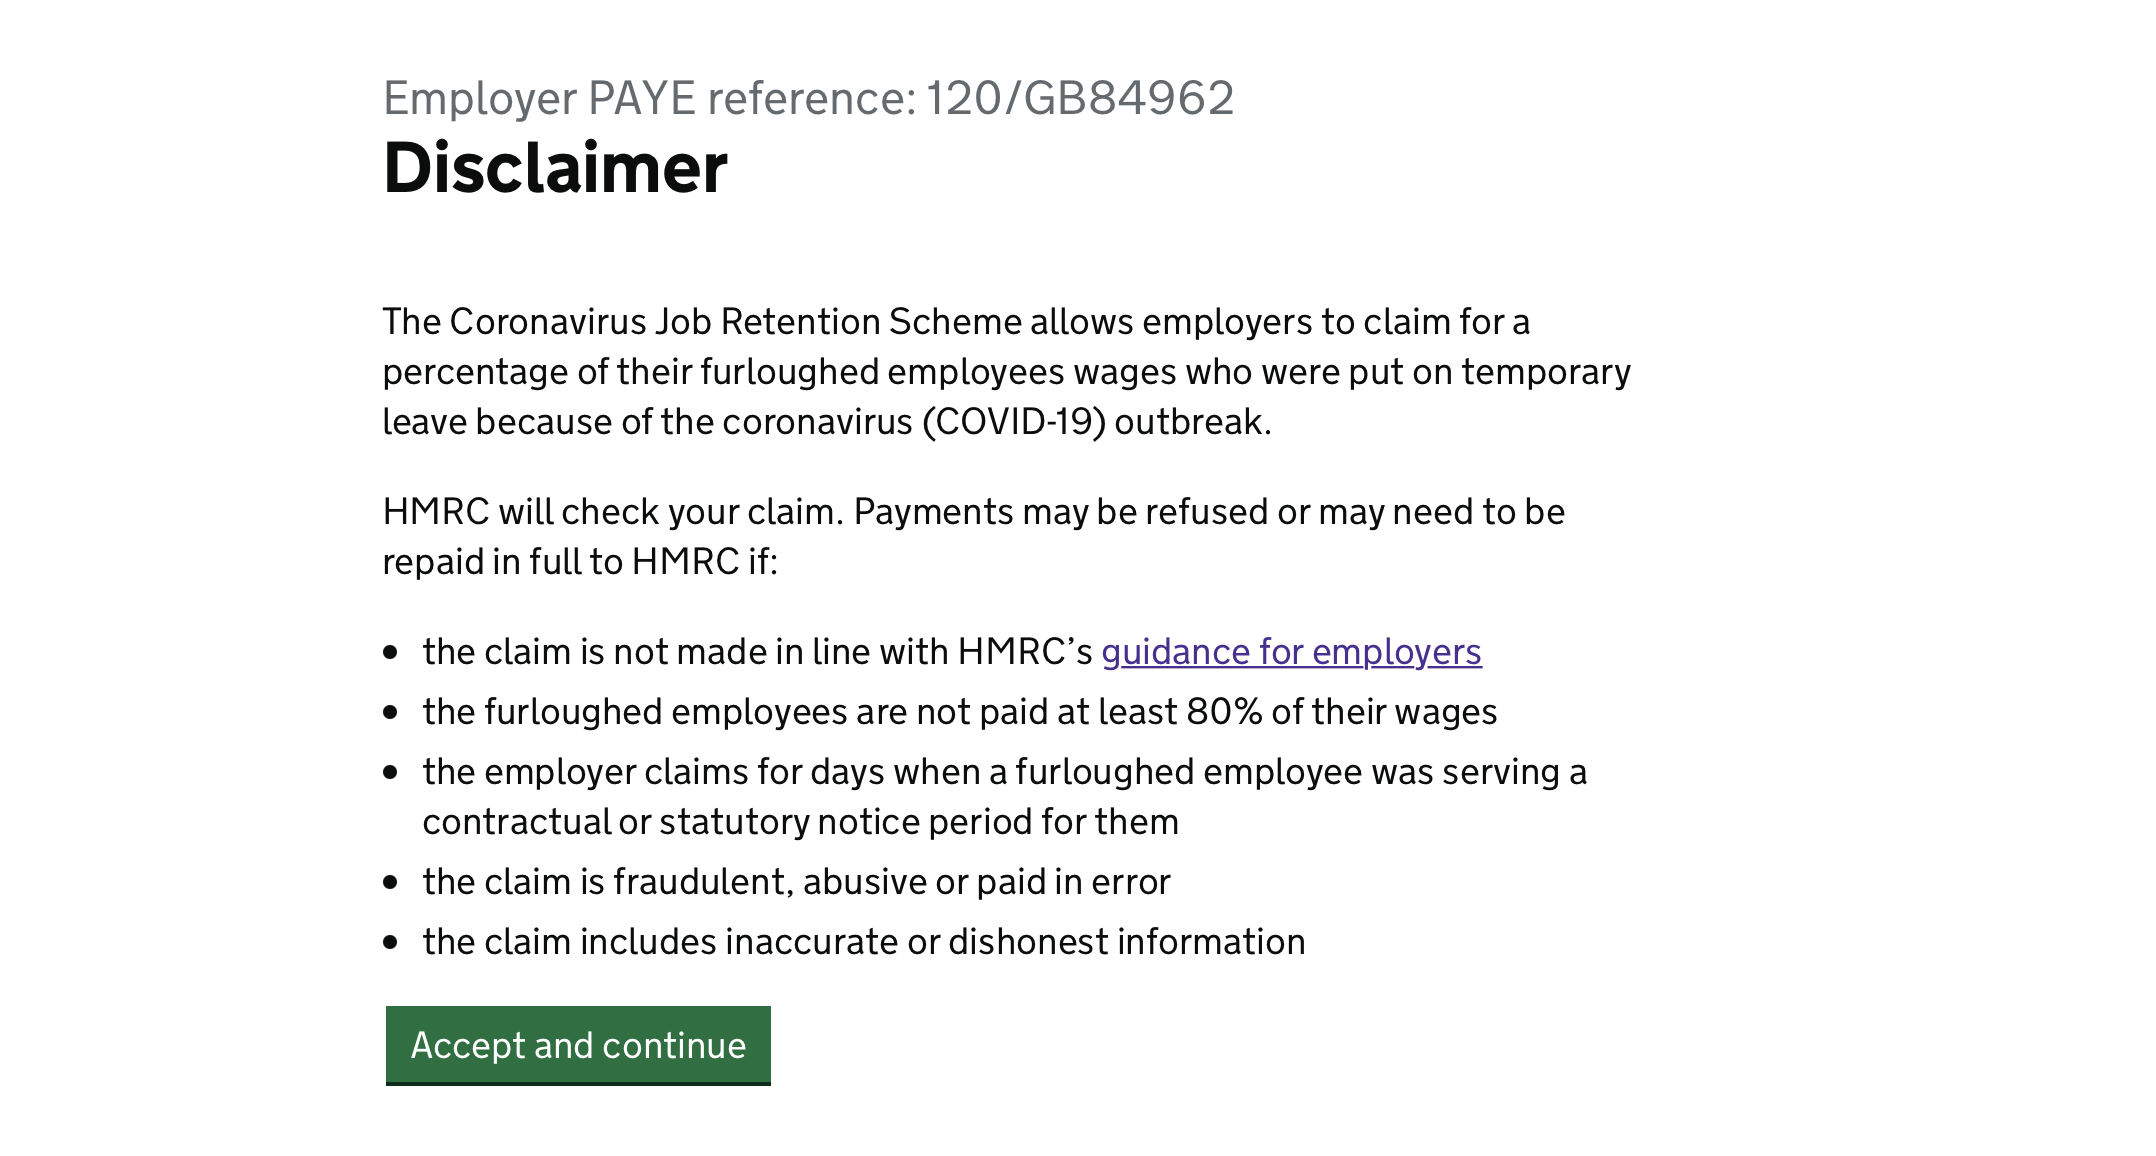 Employer PAYE reference: 120/GB84962
Disclaimer
The Coronavirus Job Retention Scheme allows employers to claim for a
percentage of their furloughed employees wages who were put on temporary
leave because of the coronavirus (COVID-19) outbreak.
HMRC will check your claim. Payments may be refused or may need to be
repaid in full to HMRC if:
• the claim is not made in line with HMRC’s guidance for employers
• the furloughed employees are not paid at least 80% of their wages
• the employer claims for days when a furloughed employee was serving a
contractual or statutory notice period for them
• the claim is fraudulent, abusive or paid in error
• the claim includes inaccurate or dishonest information
Accept and continue